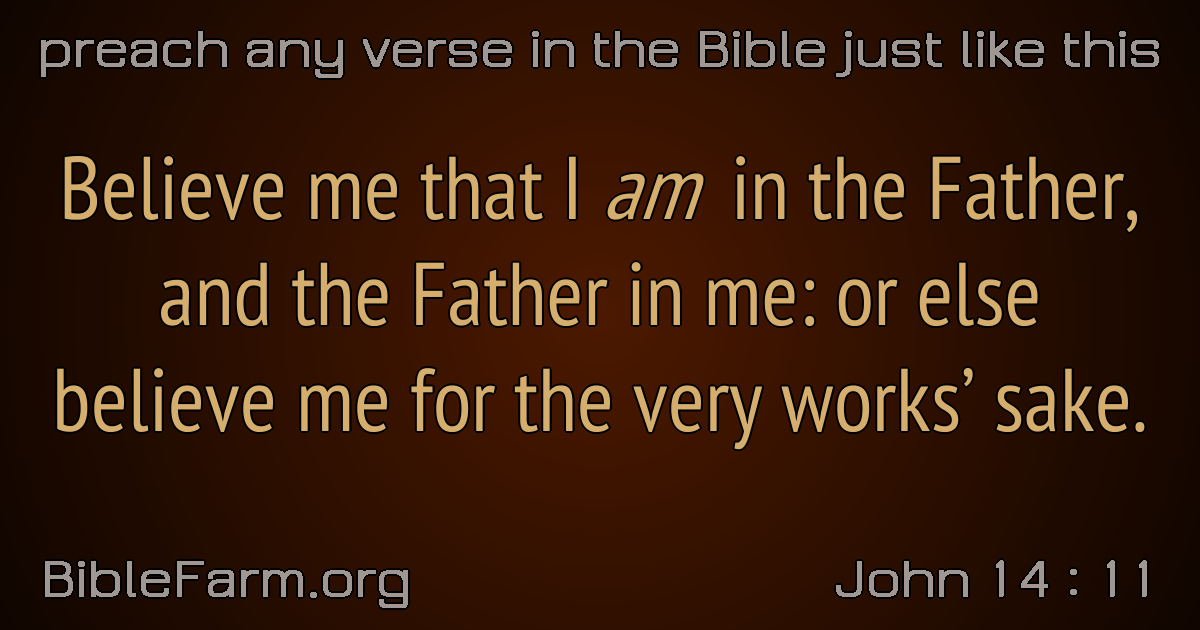 preach any verse in the Bible just like this
Believe me that I am in the Father,
and the Father in me: or else
believe me for the very works’ sake.
BibleFarm.org
John 14 : 11